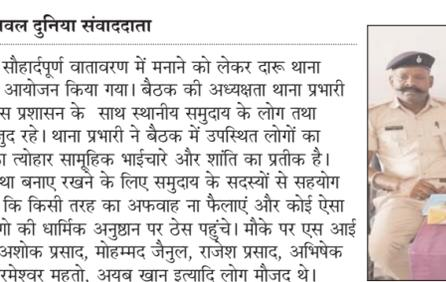 वल दुनिया संवाददाता
सौहार्दपूर्ण वातावरण में मनाने को लेकर दारू थाना
आयोजन किया गया। बैठक की अध्यक्षता थाना प्रभारी
स प्रशासन के साथ स्थानीय समुदाय के लोग तथा
जुद रहे। थाना प्रभारी ने बैठक में उपस्थित लोगों का
त्योहार सामूहिक भाईचारे और शांति का प्रतीक है।
था बनाए रखने के लिए समुदाय के सदस्यों से सहयोग
कि किसी तरह का अफवाह ना फैलाएं और कोई ऐसा
गो की धार्मिक अनुष्ठान पर ठेस पहुंचे। मौके पर एस आई
अशोक प्रसाद, मोहम्मद जैनुल, राजेश प्रसाद, अभिषेक
रमेश्वर महतो, अयब खान इत्यादि लोग मौजूद थे।